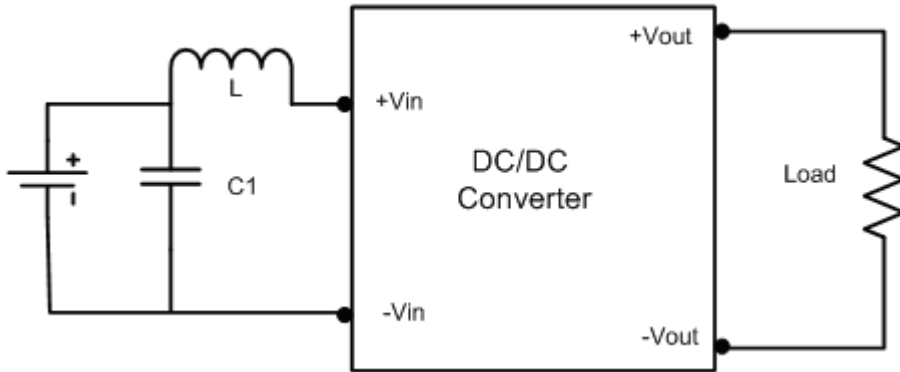 +Vout
L
+Vin
DC/DC
Converter
+
-
C1
Load
-Vin
-Vout